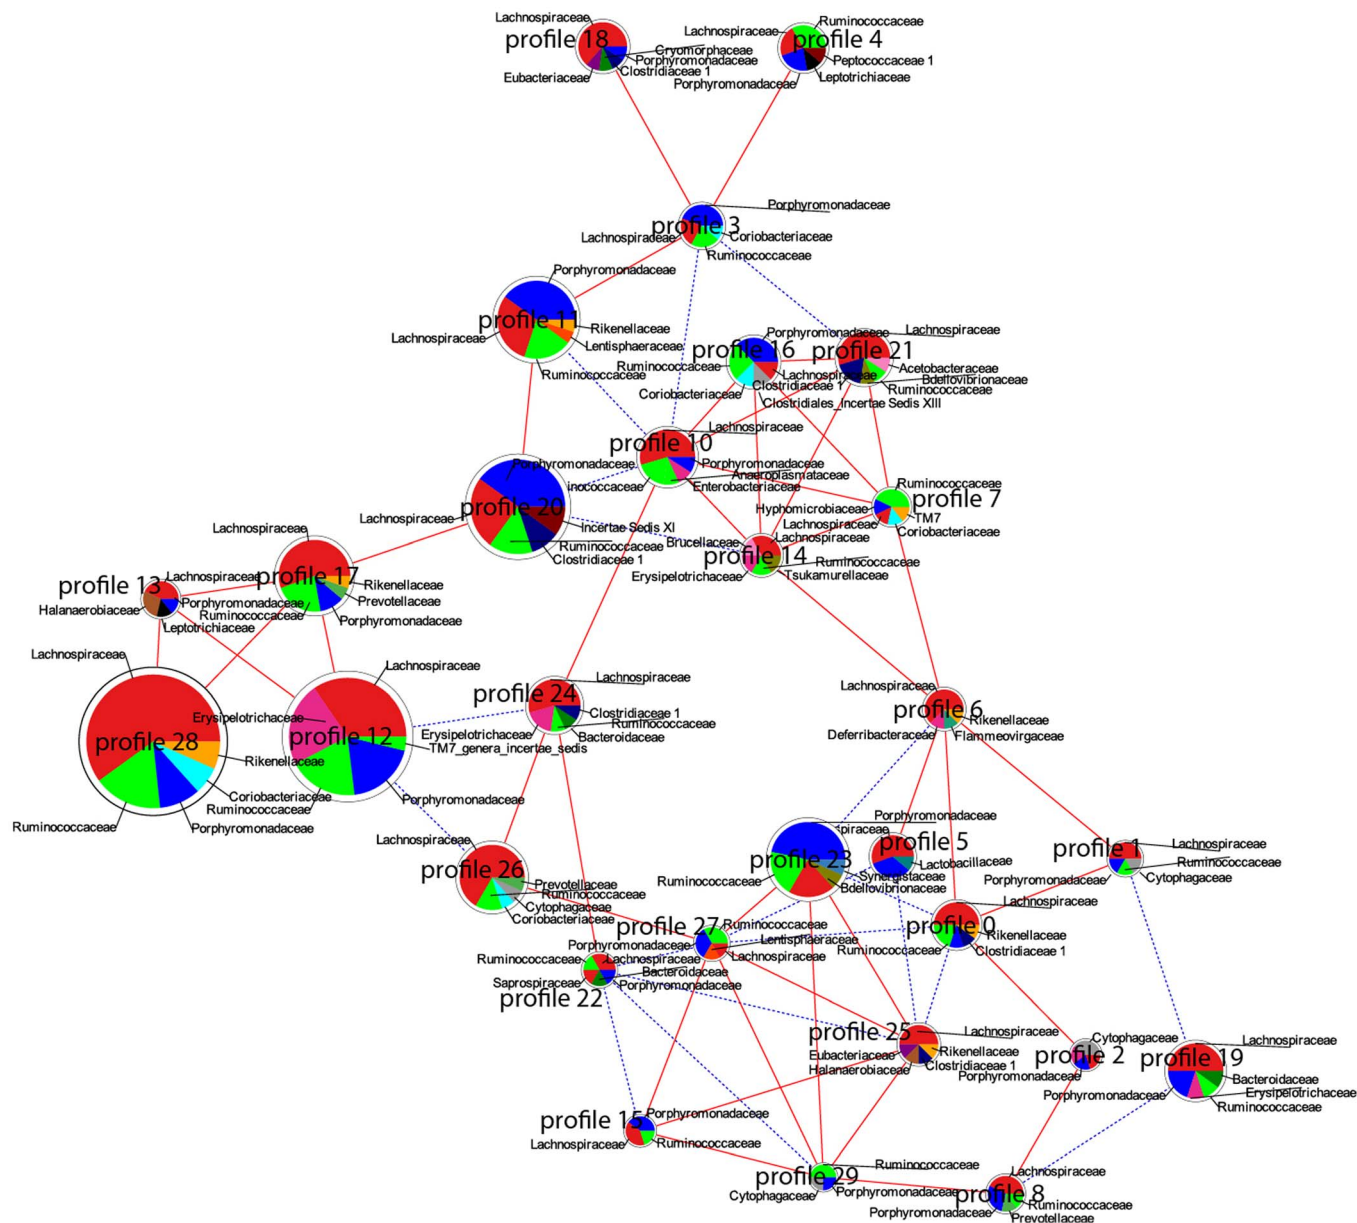 Lachnospiraceae
profile 18
Cryomorphaceae
Porphyromonadaceae
Clostridiaceae 1
Eubacteriaceae
Ruminococcaceae
Lachnospiraceae
profile 4
Peptococcaceae 1
Leptotrichiaceae
Porphyromonadaceae
Porphyromonadaceae
profile 3
Lachnospiraceae
Coriobacteriaceae
Ruminococcaceae
Porphyromonadaceae
profile 11
Rikenellaceae
Lachnospiraceae
Lentisphaeraceae
Ruminococcaceae
Porphyromonadaceae
profile 16
Ruminococcaceae
Lachnospiraceae
Clostridiaceae 1
Coriobacteriaceae
Clostridiales_Incertae Sedis XIII
Lachnospiraceae
profile 21
Acetobacteraceae
Bdellovibrionaceae
Ruminococcaceae
Lachnospiraceae
profile 10
Porphyromonadaceae
Anaeroplasmataceae
inococcaceae
Enterobacteriaceae
Porphyromonadaceae
profile 20
Lachnospiraceae
Incertae Sedis XI
Ruminococcaceae
Clostridiaceae 1
Ruminococcaceae
profile 7
Hyphomicrobiaceae
TM7
Lachnospiraceae
Coriobacteriaceae
Brucellaceae
Lachnospiraceae
profile 14
Ruminococcaceae
Erysipelotrichaceae
Tsukamurellaceae
Lachnospiraceae
profile 17
Rikenellaceae
Prevotellaceae
Ruminococcaceae
Porphyromonadaceae
profile 13
Lachnospiraceae
Porphyromonadaceae
Halanaerobiaceae
Leptotrichiaceae
Lachnospiraceae
profile 28
Rikenellaceae
Coriobacteriaceae
Ruminococcaceae
Porphyromonadaceae
Lachnospiraceae
Erysipelotrichaceae
profile 12
TM7_genera_incertae_sedis
Porphyromonadaceae
Ruminococcaceae
Lachnospiraceae
profile 24
Clostridiaceae 1
Ruminococcaceae
Erysipelotrichaceae
Bacteroidaceae
Lachnospiraceae
profile 6
Rikenellaceae
Deferribacteraceae
Flammeovirgaceae
Lachnospiraceae
profile 26
Prevotellaceae
Ruminococcaceae
Cytophagaceae
Coriobacteriaceae
Porphyromonadaceae
profile 23
Ruminococcaceae
Bdellovibrionaceae
spiraceae
profile 5
Lactobacillaceae
Synergistaceae
Lachnospiraceae
profile 1
Ruminococcaceae
Porphyromonadaceae
Cytophagaceae
Lachnospiraceae
profile 0
Rikenellaceae
Ruminococcaceae
Clostridiaceae 1
Ruminococcaceae
profile 27
Lentisphaeraceae
Porphyromonadaceae
Lachnospiraceae
Ruminococcaceae
Lachnospiraceae
Bacteroidaceae
Saprospiraceae
Porphyromonadaceae
profile 22
Lachnospiraceae
profile 25
Eubacteriaceae
Rikenellaceae
Halanaerobiaceae
Clostridiaceae 1
Cytophagaceae
profile 2
Porphyromonadaceae
Lachnospiraceae
profile 19
Bacteroidaceae
Porphyromonadaceae
Erysipelotrichaceae
Ruminococcaceae
Porphyromonadaceae
profile 15
Lachnospiraceae
Ruminococcaceae
Ruminococcaceae
profile 29
Cytophagaceae
Porphyromonadaceae
Lachnospiraceae
profile 8
Ruminococcaceae
Porphyromonadaceae
Prevotellaceae